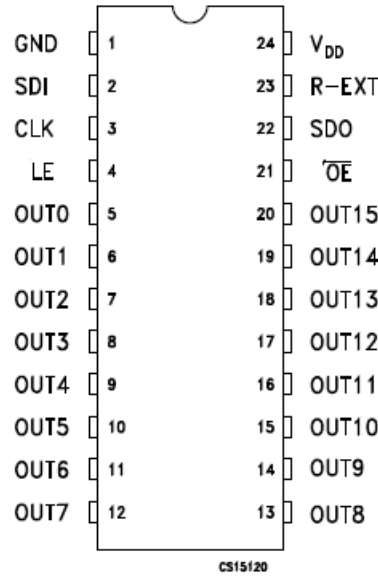 GND 1 24 VDD
SDI 2 23 R-EXT
CLK 3 22 SDO
LE 4 21 O̅E̅
OUT0 5 20 OUT15
OUT1 6 19 OUT14
OUT2 7 18 OUT13
OUT3 8 17 OUT12
OUT4 9 16 OUT11
OUT5 10 15 OUT10
OUT6 11 14 OUT9
OUT7 12 13 OUT8
CS15120